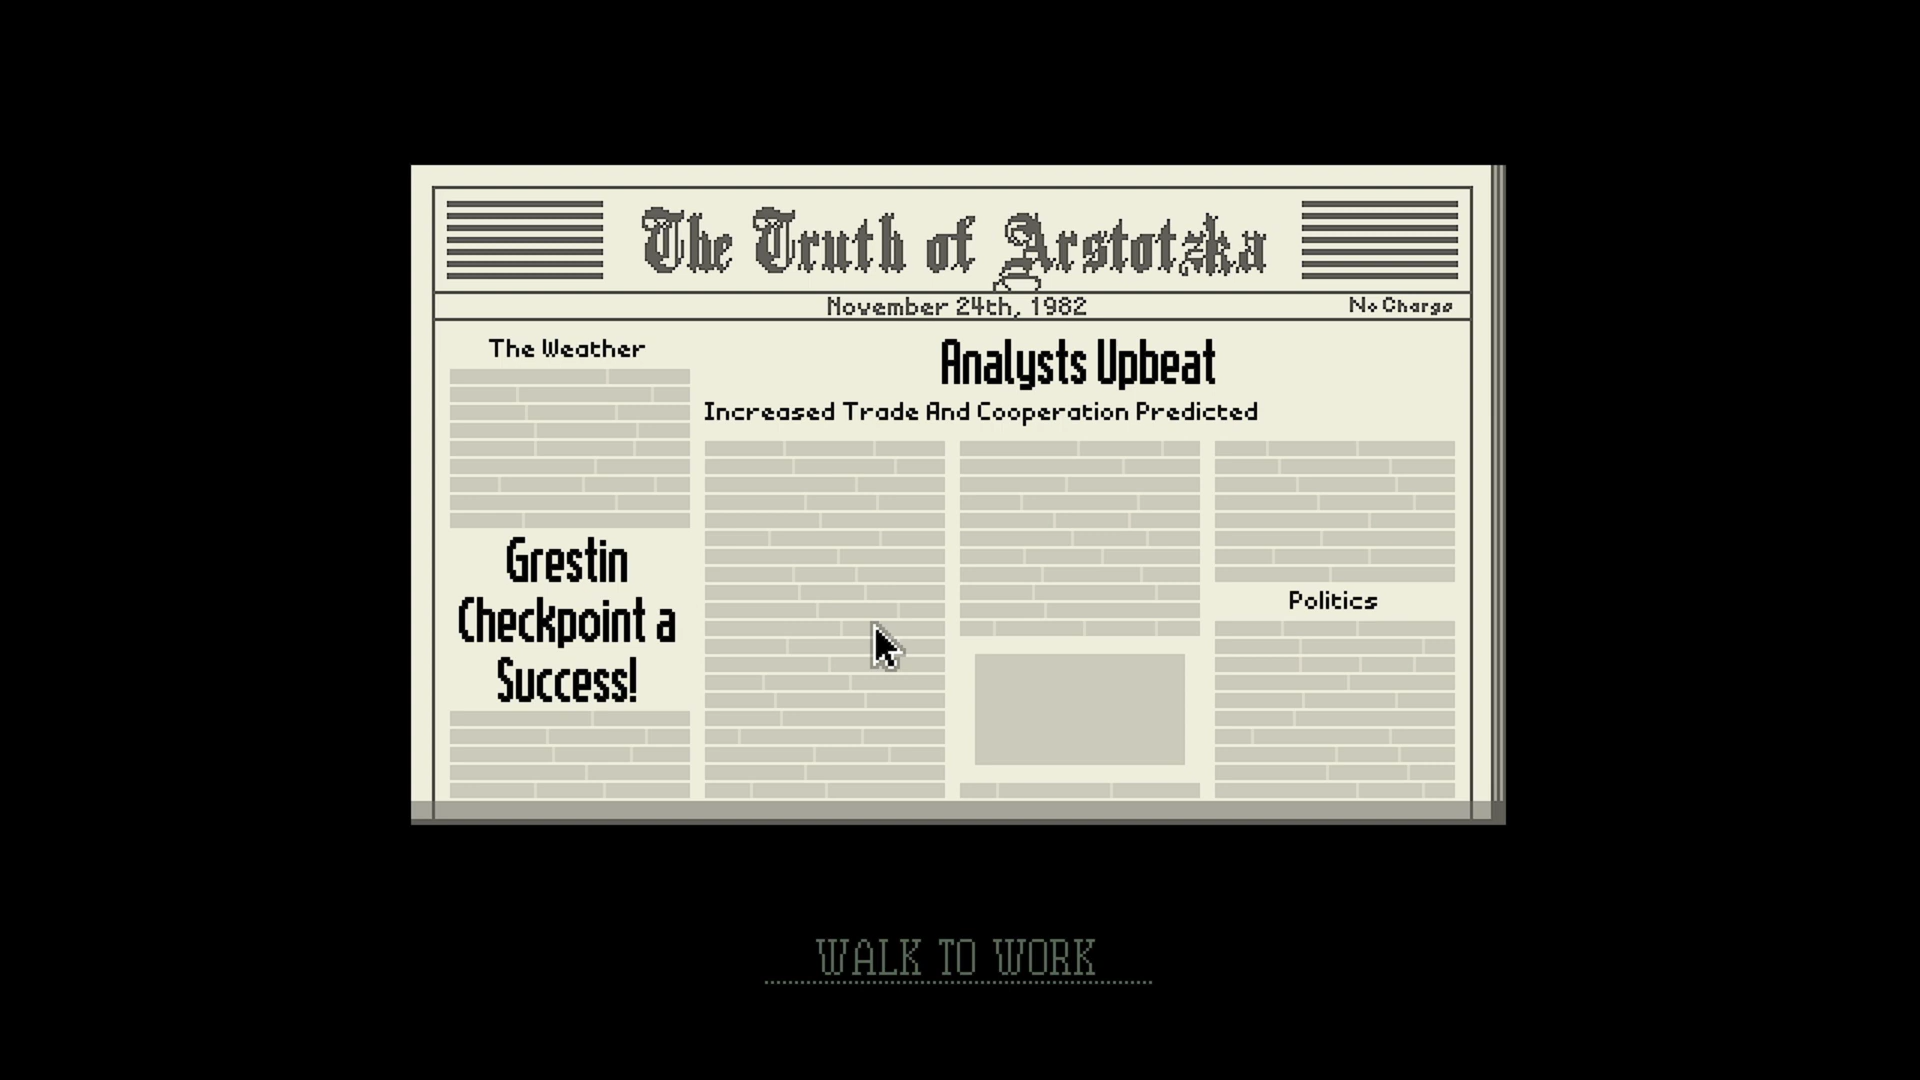 The Truth of Arstotzka
November 24th, 1982
No Charge
The Weather
Grestin
Checkpoint a
Success!
Analysts Upbeat
Increased Trade And Cooperation Predicted
Politics
WALK TO WORK